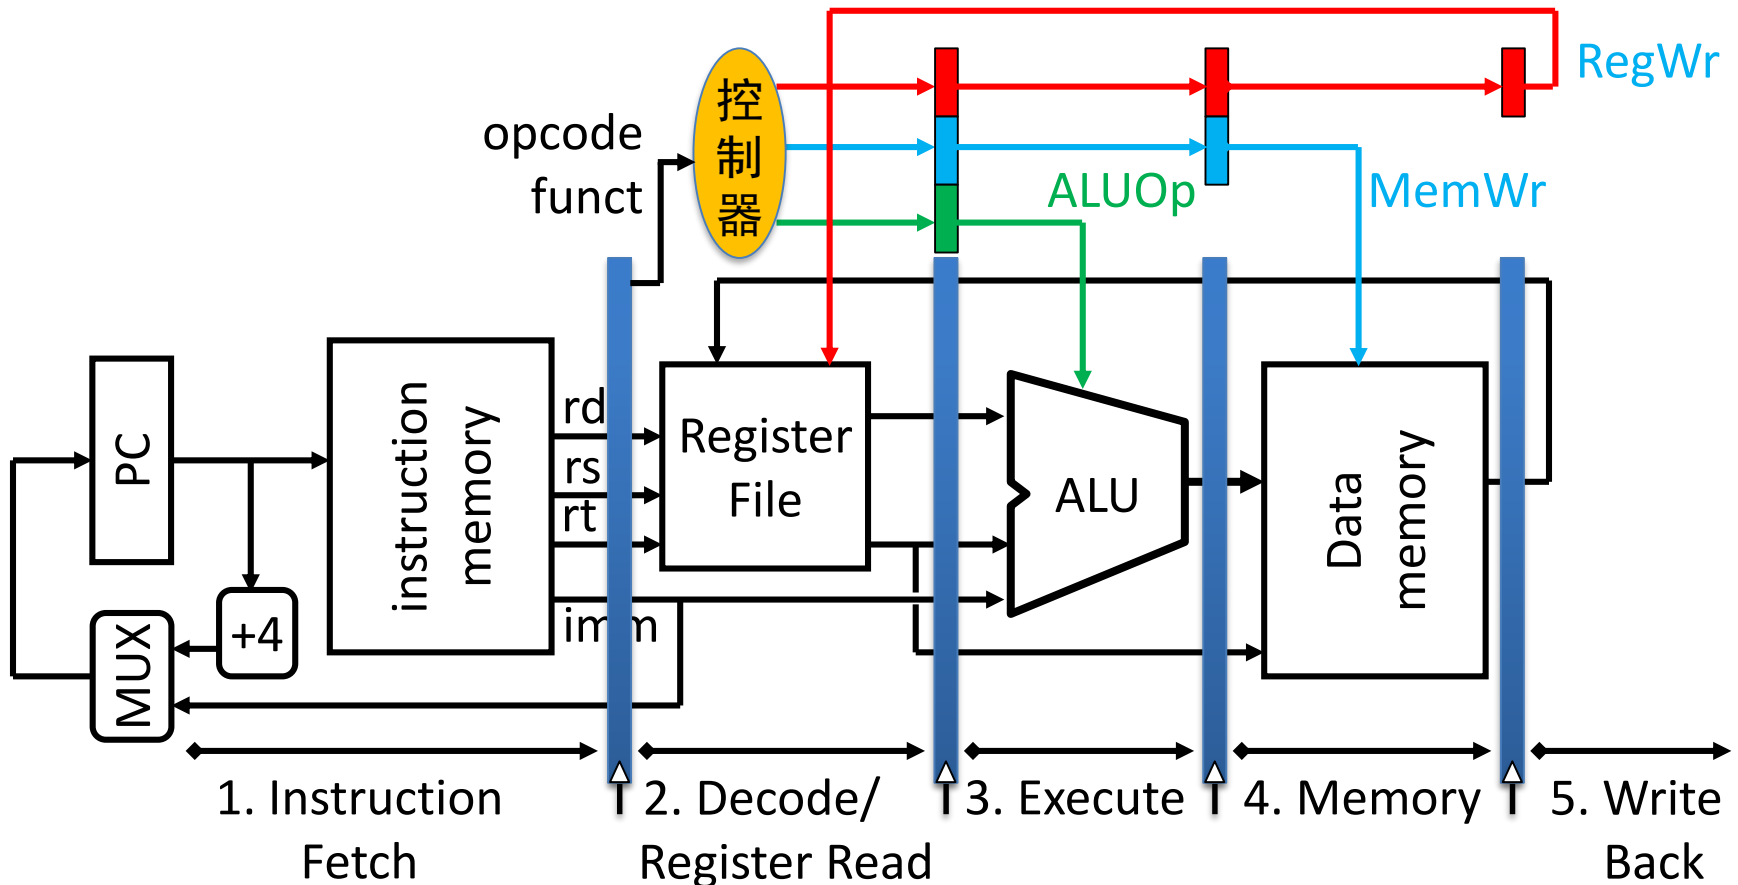 RegWr
opcode
funct
控
制
器
ALUOp
MemWr
PC
instruction
memory
rd
rs
rt
imm
Register
File
ALU
Data
memory
+4
MUX
1. Instruction
Fetch
2. Decode/
Register Read
3. Execute
4. Memory
5. Write
Back